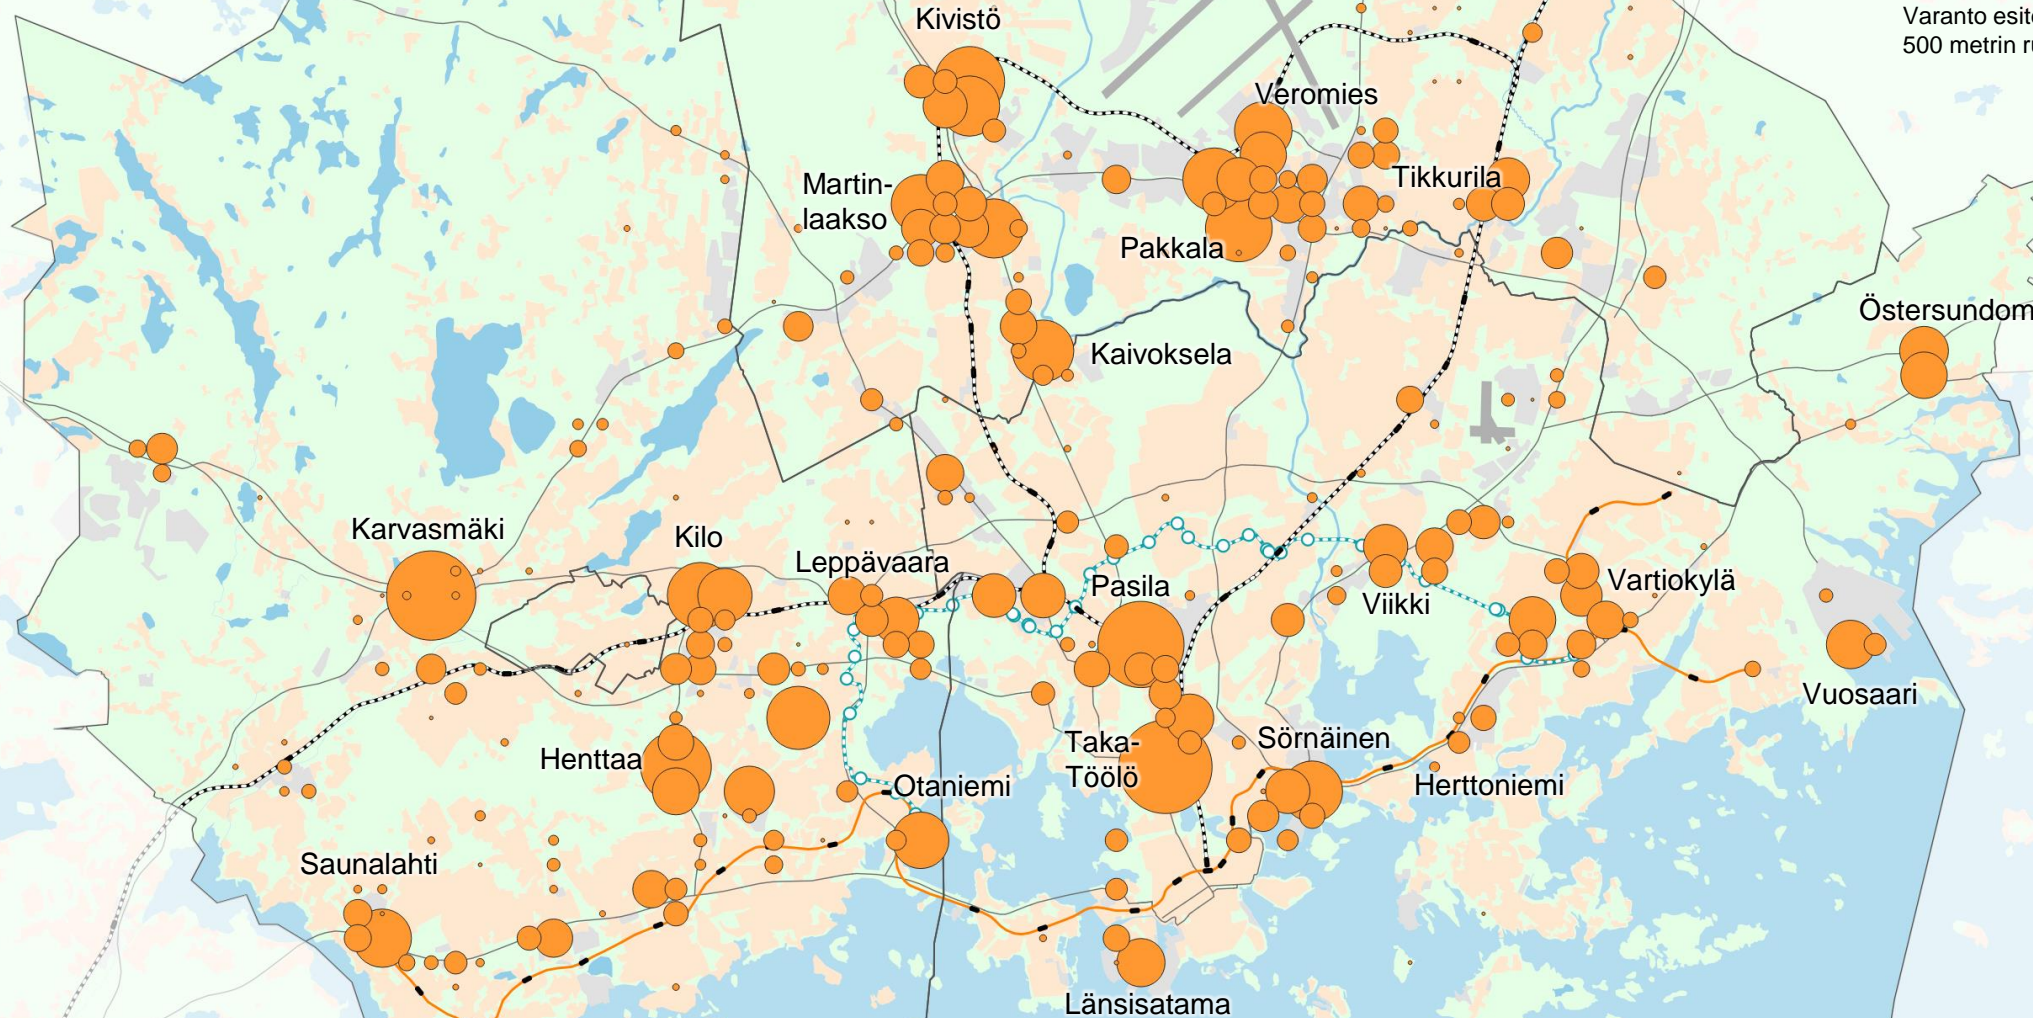 Kivistö
Varanto esit
500 metrin r
Veromies
Martin-
laakso
Tikkurila
Pakkala
Östersundom
Kaivoksela
Karvasmäki
Kilo
Leppävaara
Pasila
Viikki
Vartiokylä
Vuosaari
Henttaa
Taka-
Töölö
Sörnäinen
Otaniemi
Herttoniemi
Saunalahti
Länsisatama